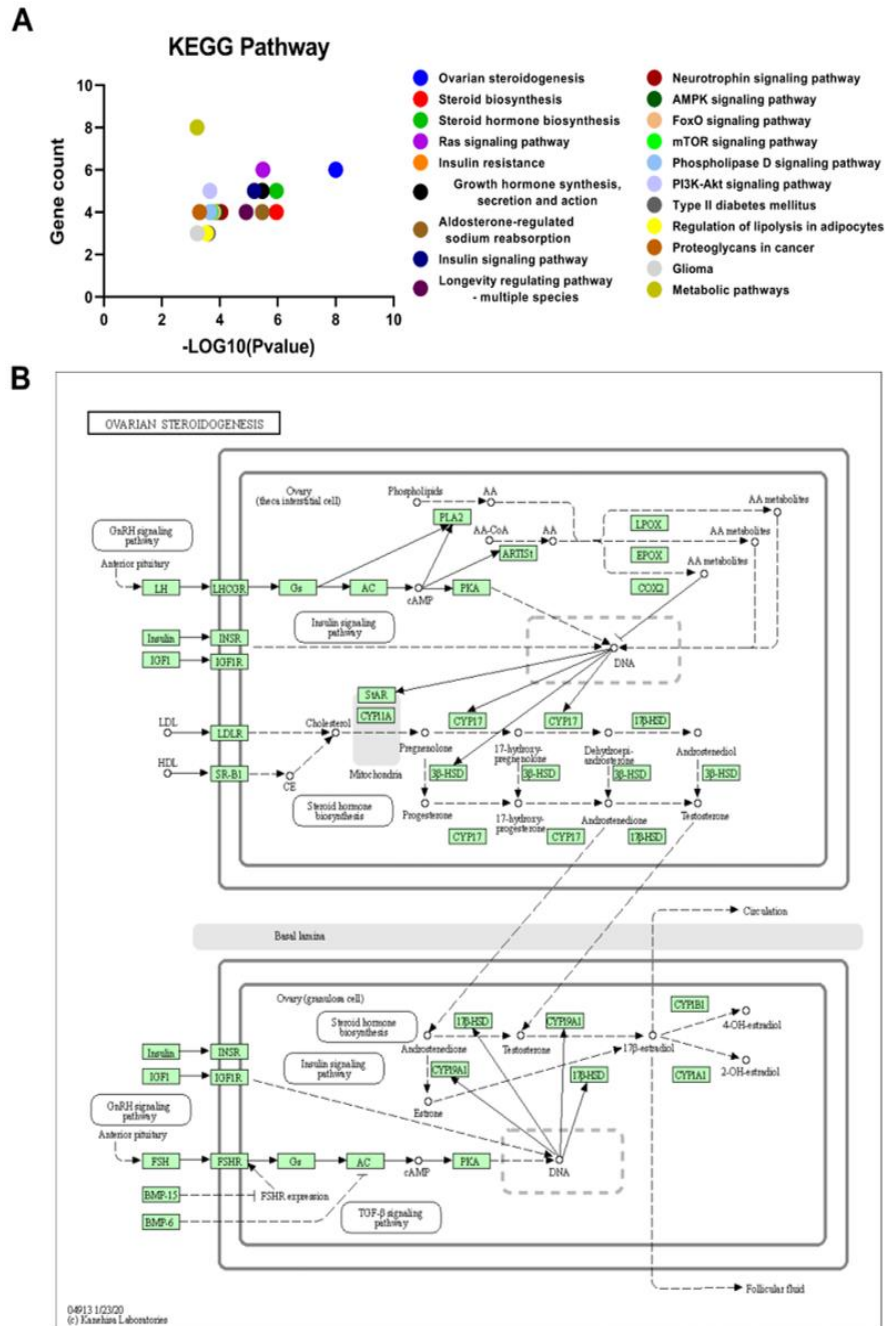 A
KEGG Pathway
10
8
6
4
2
0
Gene count
0 2 4 6 8 10
-LOG10(Pvalue)
Ovarian steroidogenesis
Steroid biosynthesis
Steroid hormone biosynthesis
Ras signaling pathway
Insulin resistance
Growth hormone synthesis,
secretion and action
Aldosterone-regulated
sodium reabsorption
Insulin signaling pathway
Longevity regulating pathway
- multiple species
Neurotrophin signaling pathway
AMPK signaling pathway
FoxO signaling pathway
mTOR signaling pathway
Phospholipase D signaling pathway
PI3K-Akt signaling pathway
Type II diabetes mellitus
Regulation of lipolysis in adipocytes
Proteoglycans in cancer
Glioma
Metabolic pathways
B
OVARIAN STEROIDOGENESIS
Ovary
(theca interstitial cell)
Phospholipids
AA
AA metabolites
PLA2
LPOX
AA-CoA
AA
AA metabolites
ARTISt
EPOX
AA metabolites
COX2
GnRH signaling
pathway
Anterior pituitary
LH
LHCGR
Gs
AC
cAMP
PKA
Insulin signaling
pathway
Insulin
INSR
IGF1
IGF1R
DNA
StAR
CYP11A
CYP17
CYP17
17β-HSD
LDL
LDLR
Cholesterol
Pregnenolone
17-hydroxy-
pregnenolone
Dehydroepi-
androsterone
Androstenediol
HDL
SR-B1
CE
Mitochondria
3β-HSD
3β-HSD
3β-HSD
3β-HSD
Steroid hormone
biosynthesis
Progesterone
17-hydroxy-
progesterone
Androstenedione
Testosterone
CYP17
CYP17
17β-HSD
Circulation
Basal lamina
Ovary (granulosa cell)
Steroid hormone
biosynthesis
17β-HSD
CYP19A1
CYP1B1
4-OH-estradiol
Androstenedione
Testosterone
17β-estradiol
Insulin
INSR
Insulin signaling
pathway
CYP19A1
17β-HSD
CYP1A1
2-OH-estradiol
IGF1
IGF1R
Estrone
GnRH signaling
pathway
Anterior pituitary
FSH
FSHR
Gs
AC
cAMP
PKA
DNA
BMP-15
FSHR expression
BMP-6
TGF-β signaling
pathway
Follicular fluid
04913 1/23/20
(c) Kanehisa Laboratories